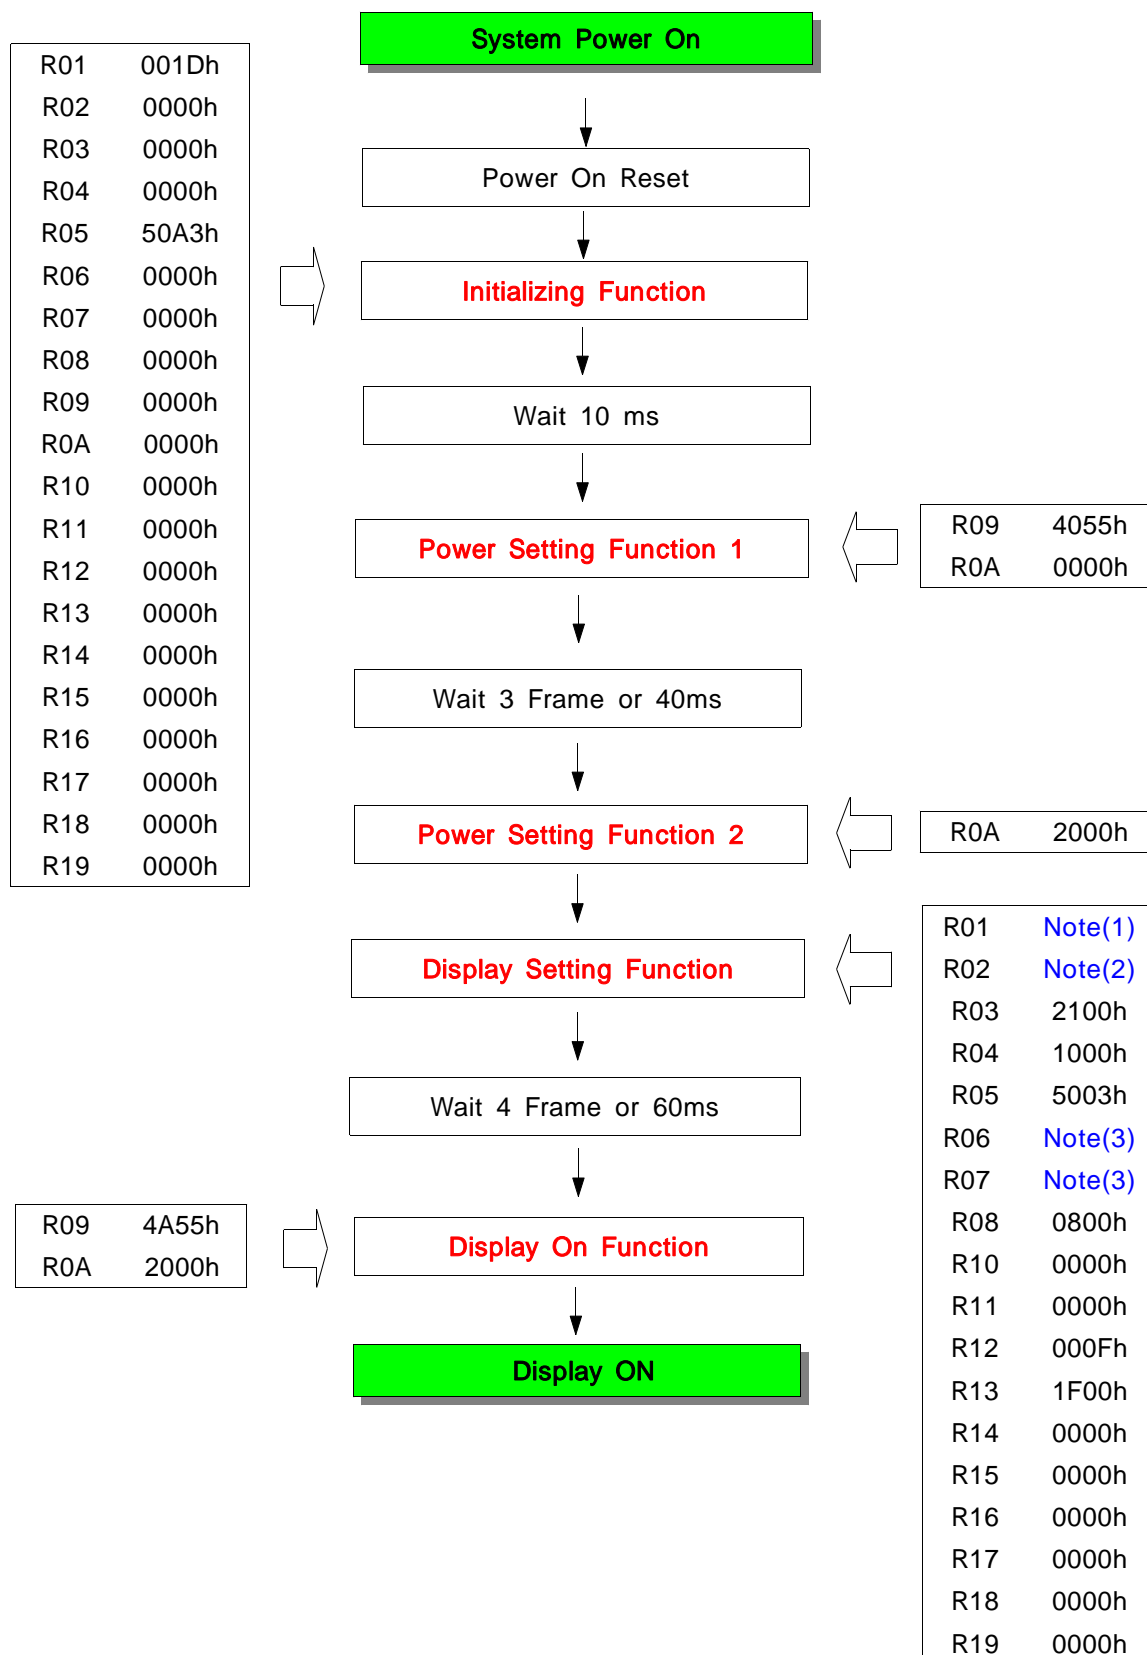 System Power On
R01 001Dh
R02 0000h
R03 0000h
R04 0000h
R05 50A3h
R06 0000h
R07 0000h
R08 0000h
R09 0000h
R0A 0000h
R10 0000h
R11 0000h
R12 0000h
R13 0000h
R14 0000h
R15 0000h
R16 0000h
R17 0000h
R18 0000h
R19 0000h
Power On Reset
Initializing Function
Wait 10 ms
Power Setting Function 1
R09 4055h
R0A 0000h
Wait 3 Frame or 40ms
Power Setting Function 2
R0A 2000h
Display Setting Function
R01 Note(1)
R02 Note(2)
R03 2100h
R04 1000h
R05 5003h
R06 Note(3)
R07 Note(3)
R08 0800h
R10 0000h
R11 0000h
R12 000Fh
R13 1F00h
R14 0000h
R15 0000h
R16 0000h
R17 0000h
R18 0000h
R19 0000h
Wait 4 Frame or 60ms
R09 4A55h
R0A 2000h
Display On Function
Display ON